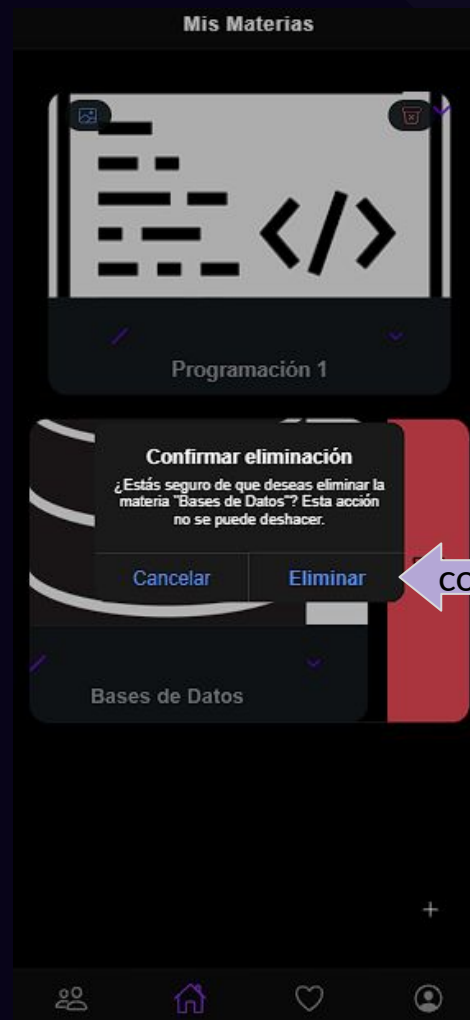 Mis Materias
</>
Programación 1
Confirmar eliminación
¿Estás seguro de que deseas eliminar la
materia "Bases de Datos"? Esta acción
no se puede deshacer.
Cancelar
Eliminar
Bases de Datos
+